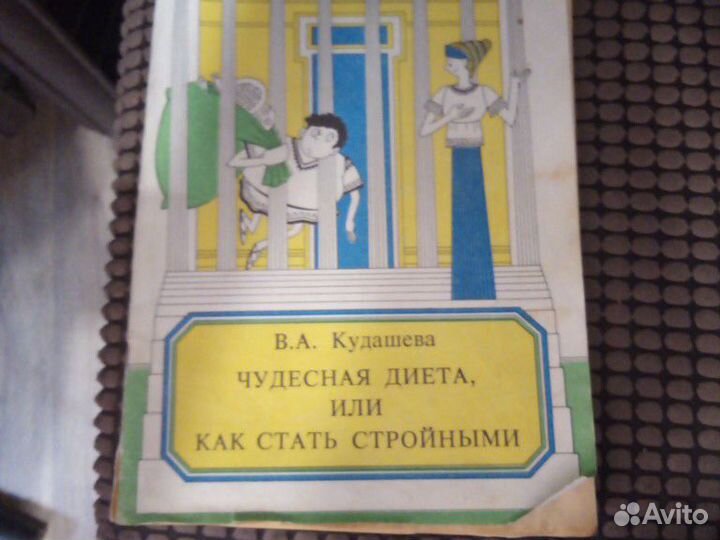 В.А. Кудашева
ЧУДЕСНАЯ ДИЕТА,
ИЛИ
КАК СТАТЬ СТРОЙНЫМИ
Avito